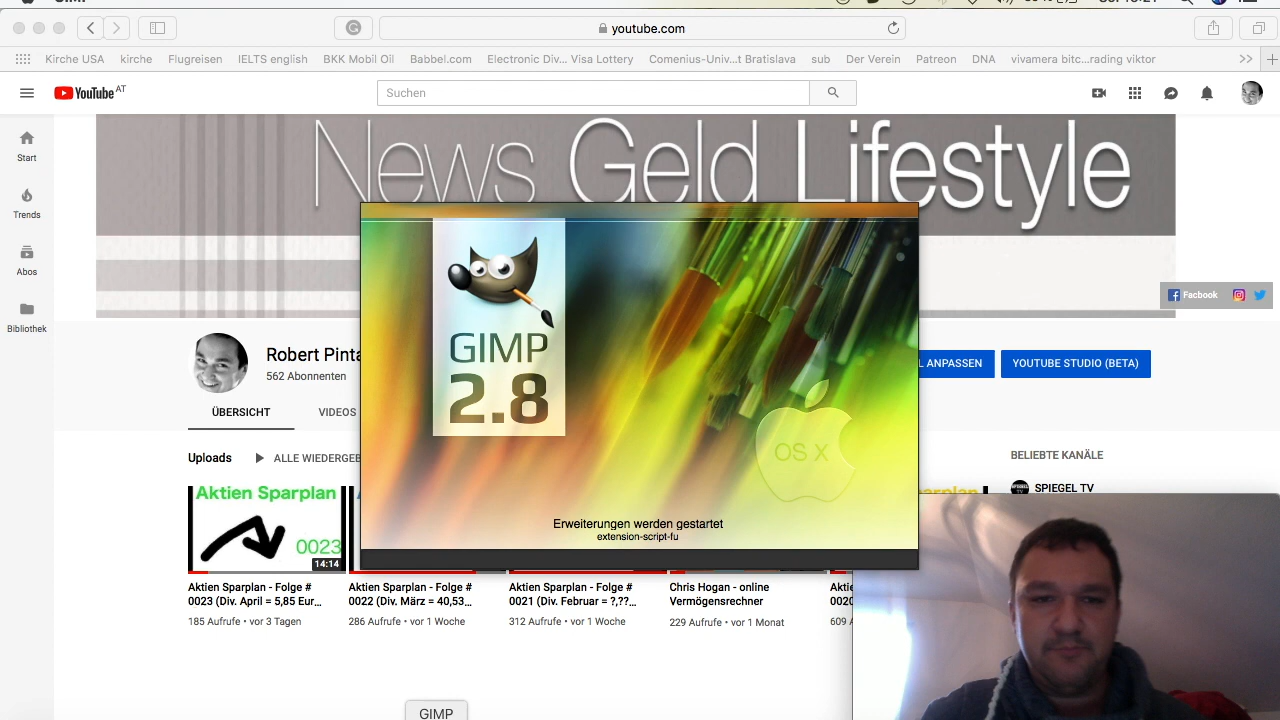 youtube.com
Kirche USA kirche Flugreisen IELTS english BKK Mobil Oil Babbel.com Electronic Div... Visa Lottery Comenius-Univ...t Bratislava sub Der Verein Patreon DNA vivamera bitc...rading viktor
YouTube AT
Suchen
News Geld Lifestyle
Start
Trends
Abos
Bibliothek
Facbook
GIMP
2.8
OS X
Erweiterungen werden gestartet
extension-script-fu
Robert Pinta
562 Abonnenten
ANPASSEN
YOUTUBE STUDIO (BETA)
ÜBERSICHT VIDEOS
Uploads ALLE WIEDERGEB
BELIEBTE KANÄLE
SPIEGEL TV
Aktien Sparplan
0023
14:14
Aktien Sparplan - Folge #
0023 (Div. April = 5,85 Eur...
185 Aufrufe • vor 3 Tagen
Aktien Sparplan - Folge #
0022 (Div. März = 40,53...
286 Aufrufe • vor 1 Woche
Aktien Sparplan - Folge #
0021 (Div. Februar = ?,??...
312 Aufrufe • vor 1 Woche
Chris Hogan - online
Vermögensrechner
229 Aufrufe • vor 1 Monat
Aktie
0020
609 A
GIMP